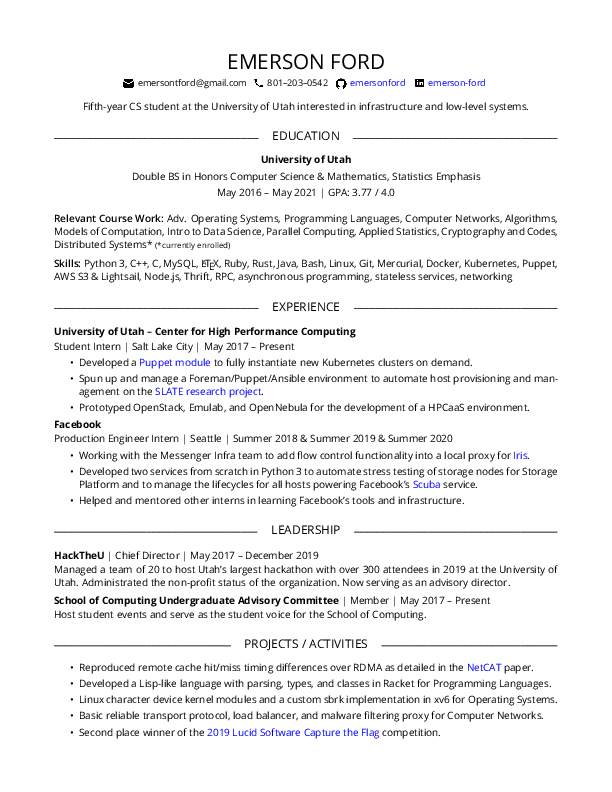 EMERSON FORD
emersontford@gmail.com 801–203–0542 emersonford emerson-ford
Fifth-year CS student at the University of Utah interested in infrastructure and low-level systems.
EDUCATION
University of Utah
Double BS in Honors Computer Science & Mathematics, Statistics Emphasis
May 2016 – May 2021 | GPA: 3.77 / 4.0
Relevant Course Work: Adv. Operating Systems, Programming Languages, Computer Networks, Algorithms,
Models of Computation, Intro to Data Science, Parallel Computing, Applied Statistics, Cryptography and Codes,
Distributed Systems* (*currently enrolled)
Skills: Python 3, C++, C, MySQL, LaTeX, Ruby, Rust, Java, Bash, Linux, Git, Mercurial, Docker, Kubernetes, Puppet,
AWS S3 & Lightsail, Node.js, Thrift, RPC, asynchronous programming, stateless services, networking
EXPERIENCE
University of Utah – Center for High Performance Computing
Student Intern | Salt Lake City | May 2017 – Present
• Developed a Puppet module to fully instantiate new Kubernetes clusters on demand.
• Spun up and manage a Foreman/Puppet/Ansible environment to automate host provisioning and man-
agement on the SLATE research project.
• Prototyped OpenStack, Emulab, and OpenNebula for the development of a HPCaaS environment.
Facebook
Production Engineer Intern | Seattle | Summer 2018 & Summer 2019 & Summer 2020
• Working with the Messenger Infra team to add flow control functionality into a local proxy for Iris.
• Developed two services from scratch in Python 3 to automate stress testing of storage nodes for Storage
Platform and to manage the lifecycles for all hosts powering Facebook's Scuba service.
• Helped and mentored other interns in learning Facebook's tools and infrastructure.
LEADERSHIP
HackTheU | Chief Director | May 2017 – December 2019
Managed a team of 20 to host Utah's largest hackathon with over 300 attendees in 2019 at the University of
Utah. Administrated the non-profit status of the organization. Now serving as an advisory director.
School of Computing Undergraduate Advisory Committee | Member | May 2017 – Present
Host student events and serve as the student voice for the School of Computing.
PROJECTS / ACTIVITIES
• Reproduced remote cache hit/miss timing differences over RDMA as detailed in the NetCAT paper.
• Developed a Lisp-like language with parsing, types, and classes in Racket for Programming Languages.
• Linux character device kernel modules and a custom sbrk implementation in xv6 for Operating Systems.
• Basic reliable transport protocol, load balancer, and malware filtering proxy for Computer Networks.
• Second place winner of the 2019 Lucid Software Capture the Flag competition.